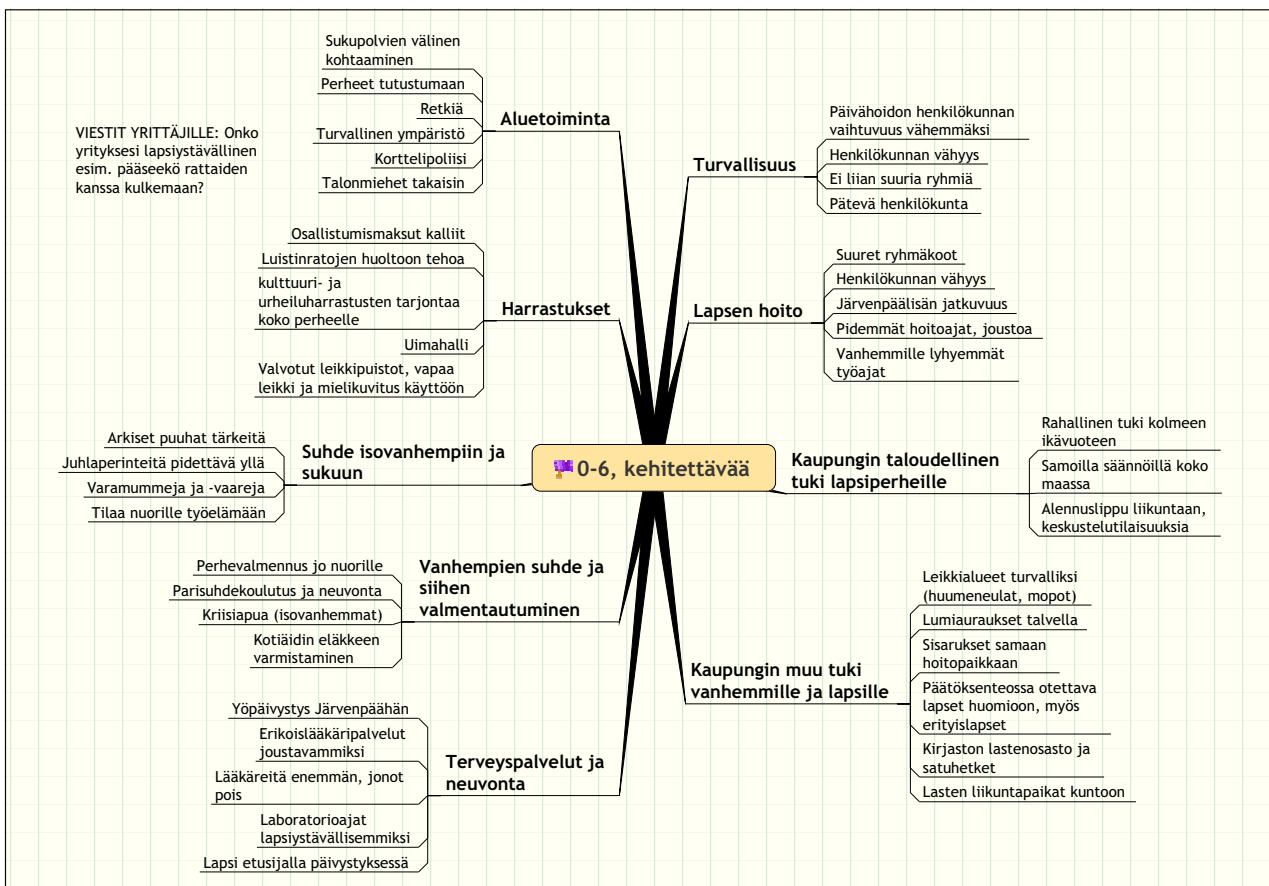 VIESTIT YRITTÄJILLE: Onko
yrityksesi lapsiystävällinen
esim. pääseekö rattaiden
kanssa kulkemaan?
Sukupolvien välinen
kohtaaminen
Perheet tutustumaan
Retkiä
Turvallinen ympäristö
Korttelipoliisi
Talonmiehet takaisin
Aluetoiminta
Osallistumismaksut kalliit
Luistinratojen huoltoon tehoa
kulttuuri- ja
urheiluharrastusten tarjontaa
koko perheelle
Uimahalli
Valvotut leikkipuistot, vapaa
leikki ja mielikuvitus käyttöön
Harrastukset
Arkiset puuhat tärkeitä
Juhlaperinteitä pidettävä yllä
Varamummeja ja -vaareja
Tilaa nuorille työelämään
Suhde isovanhempiin ja
sukuun
Perhevalmennus jo nuorille
Parisuhdekoulutus ja neuvonta
Kriisiapua (isovanhemmat)
Kotiäidin eläkkeen
varmistaminen
Vanhempien suhde ja
siihen
valmentautuminen
Yöpäivystys Järvenpäähän
Erikoislääkäripalvelut
joustavammiksi
Lääkäreitä enemmän, jonot
pois
Laboratorioajat
lapsiystävällisemmiksi
Lapsi etusijalla päivystyksessä
Terveyspalvelut ja
neuvonta
0-6, kehitettävää
Turvallisuus
Päivähoidon henkilökunnan
vaihtuvuus vähemmäksi
Henkilökunnan vähyys
Ei liian suuria ryhmiä
Pätevä henkilökunta
Lapsen hoito
Suuret ryhmäkoot
Henkilökunnan vähyys
Järvenpäälisän jatkuvuus
Pidemmät hoitoajat, joustoa
Vanhemmille lyhyemmät
työajat
Kaupungin taloudellinen
tuki lapsiperheille
Rahallinen tuki kolmeen
ikävuoteen
Samoilla säännöillä koko
maassa
Alennuslippu liikuntaan,
keskustelutilaisuuksia
Kaupungin muu tuki
vanhemmille ja lapsille
Leikkialueet turvalliksi
(huumeneulat, mopot)
Lumiauraukset talvella
Sisarukset samaan
hoitopaikkaan
Päätöksenteossa otettava
lapset huomioon, myös
erityislapset
Kirjaston lastenosasto ja
satuhetket
Lasten liikuntapaikat kuntoon